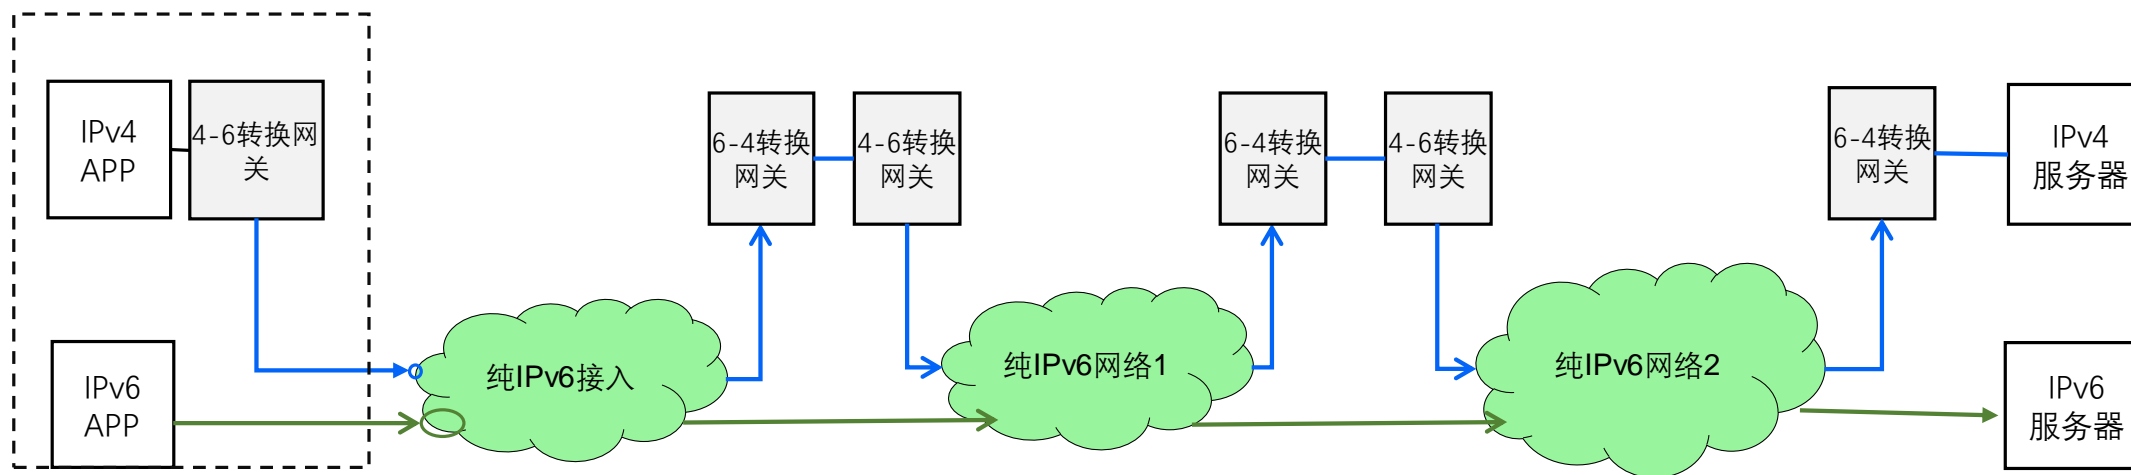 IPv4
APP
4-6转换网
关
6-4转换
网关
4-6转换
网关
6-4转换
网关
4-6转换
网关
6-4转换
网关
IPv4
服务器
IPv6
APP
纯IPv6接入
纯IPv6网络1
纯IPv6网络2
IPv6
服务器